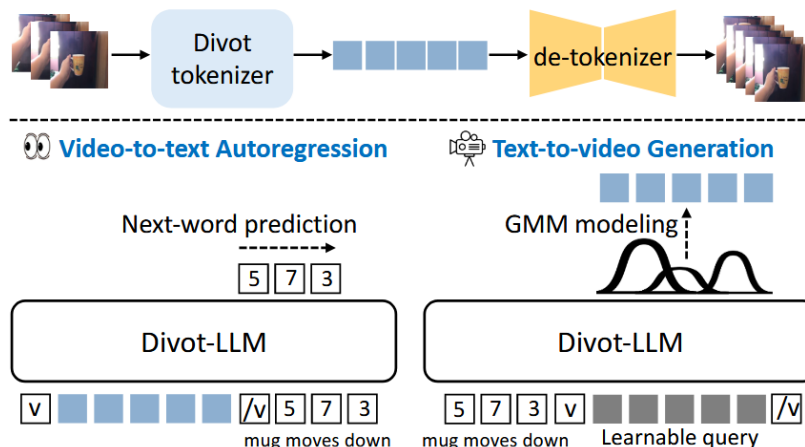 Divot
tokenizer
de-tokenizer
Video-to-text Autoregression
Next-word prediction
5 7 3
Divot-LLM
v /v 5 7 3
mug moves down
Text-to-video Generation
GMM modeling
Divot-LLM
5 7 3 v /v
mug moves down Learnable query